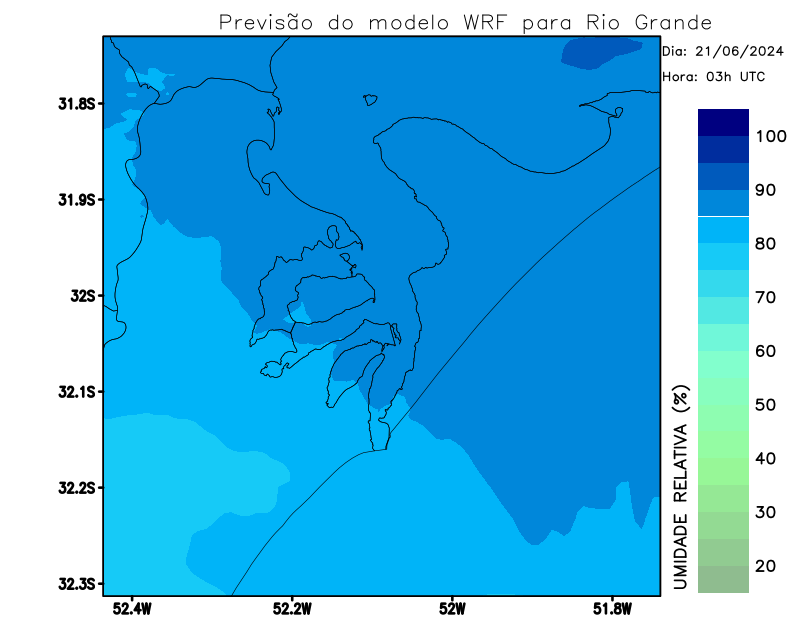 Previsão do modelo WRF para Rio Grande
Dia: 21/06/2024
Hora: 03h UTC
31.8S
31.9S
32S
32.1S
32.2S
32.3S
52.4W
52.2W
52W
51.8W
100
90
80
70
60
50
40
30
20
UMIDADE RELATIVA (%)